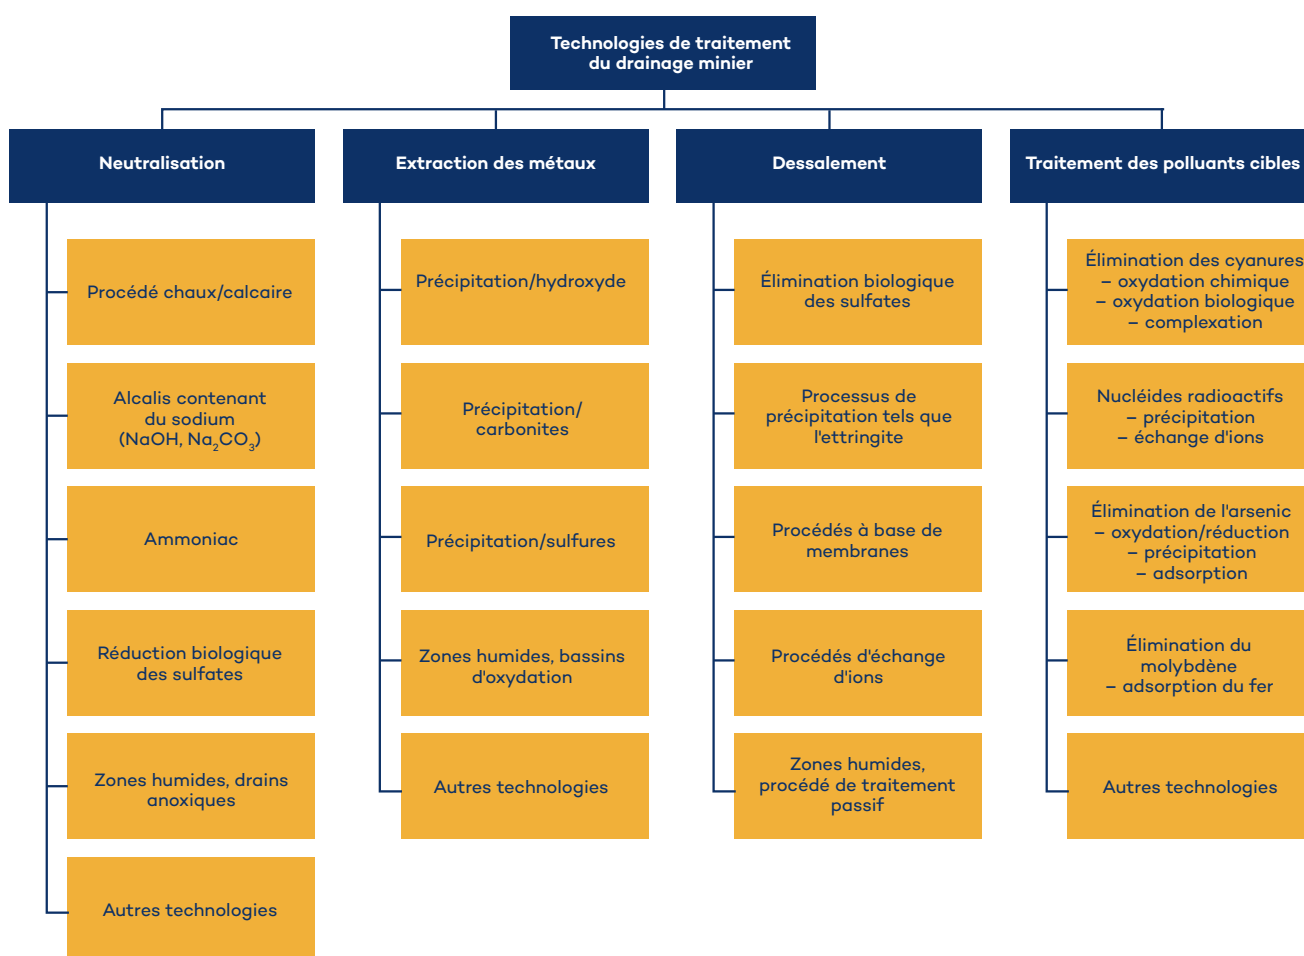 Technologies de traitement
du drainage minier
Neutralisation
Procédé chaux/calcaire
Alcalis contenant
du sodium
(NaOH, Na₂CO₃)
Ammoniac
Réduction biologique
des sulfates
Zones humides, drains
anoxiques
Autres technologies
Extraction des métaux
Précipitation/hydroxyde
Précipitation/
carbonites
Précipitation/sulfures
Zones humides, bassins
d'oxydation
Autres technologies
Dessalement
Élimination biologique
des sulfates
Processus de
précipitation tels que
l'ettringite
Procédés à base de
membranes
Procédés d'échange
d'ions
Zones humides,
procédé de traitement
passif
Traitement des polluants cibles
Élimination des cyanures
– oxydation chimique
– oxydation biologique
– complexation
Nucléides radioactifs
– précipitation
– échange d'ions
Élimination de l'arsenic
– oxydation/réduction
– précipitation
– adsorption
Élimination du
molybdène
– adsorption du fer
Autres technologies